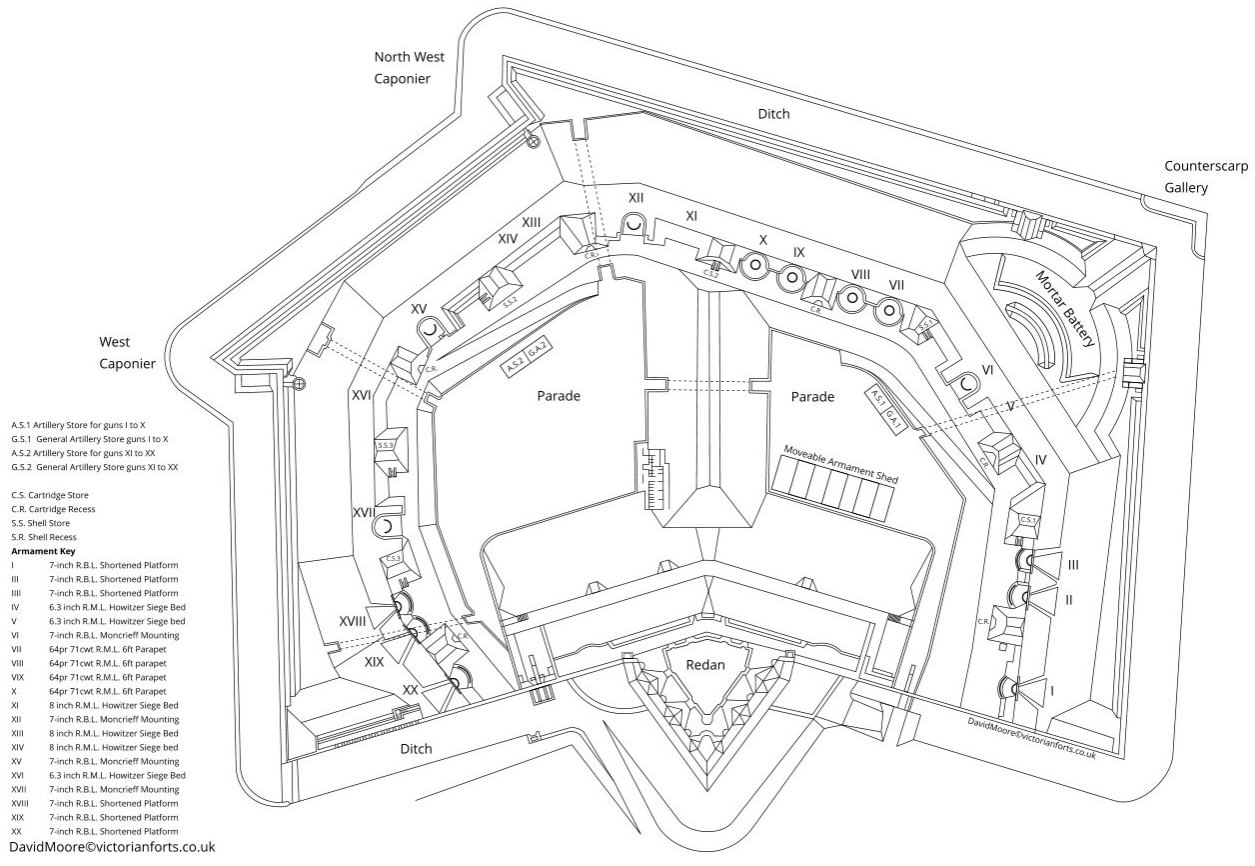 North West
Caponier
Ditch
Counterscarp
Gallery
XII
XIII
XI
XIV
X
IX
C.R.
C.S.2
VIII
VII
S.S.2
C.R.
S.S.1
Mortar Battery
XV
West
Caponier
A.S.2 G.A.2
C.R.
VI
XVI
Parade
Parade
A.S.1 G.A.1
V
A.S.1 Artillery Store for guns I to X
G.S.1 General Artillery Store for guns I to X
A.S.2 Artillery Store for guns XI to XX
G.S.2 General Artillery Store guns XI to XX
S.S.3
Moveable Armament Shed
C.R.
IV
C.S. Cartridge Store
C.R. Cartridge Recess
S.S. Shell Store
S.R. Shell Recess
XVII
C.S.1
Armament Key
I 7-inch R.B.L. Shortened Platform
III 7-inch R.B.L. Shortened Platform
IIII 7-inch R.B.L. Shortened Platform
IV 6.3 inch R.M.L. Howitzer Siege Bed
V 6.3 inch R.M.L. Howitzer Siege bed
VI 7-inch R.B.L. Moncrieff Mounting
VII 64pr 71cwt R.M.L. 6ft Parapet
VIII 64pr 71cwt R.M.L. 6ft parapet
VIX 64pr 71cwt R.M.L. 6ft Parapet
X 64pr 71cwt R.M.L. 6ft Parapet
XI 8 inch R.M.L. Howitzer Siege Bed
XII 7-inch R.B.L. Moncrieff Mounting
XIII 8 inch R.M.L. Howitzer Siege Bed
XIV 8 inch R.M.L. Howitzer Siege bed
XV 7-inch R.B.L. Moncrieff Mounting
XVI 6.3 inch R.M.L. Howitzer Siege Bed
XVII 7-inch R.B.L. Moncrieff Mounting
XVIII 7-inch R.B.L. Shortened Platform
XIX 7-inch R.B.L. Shortened Platform
XX 7-inch R.B.L. Shortened Platform
DavidMoore©victorianforts.co.uk
C.S.3
III
II
XVIII
C.R.
C.R.
XIX
Redan
XX
I
Ditch
DavidMoore©victorianforts.co.uk